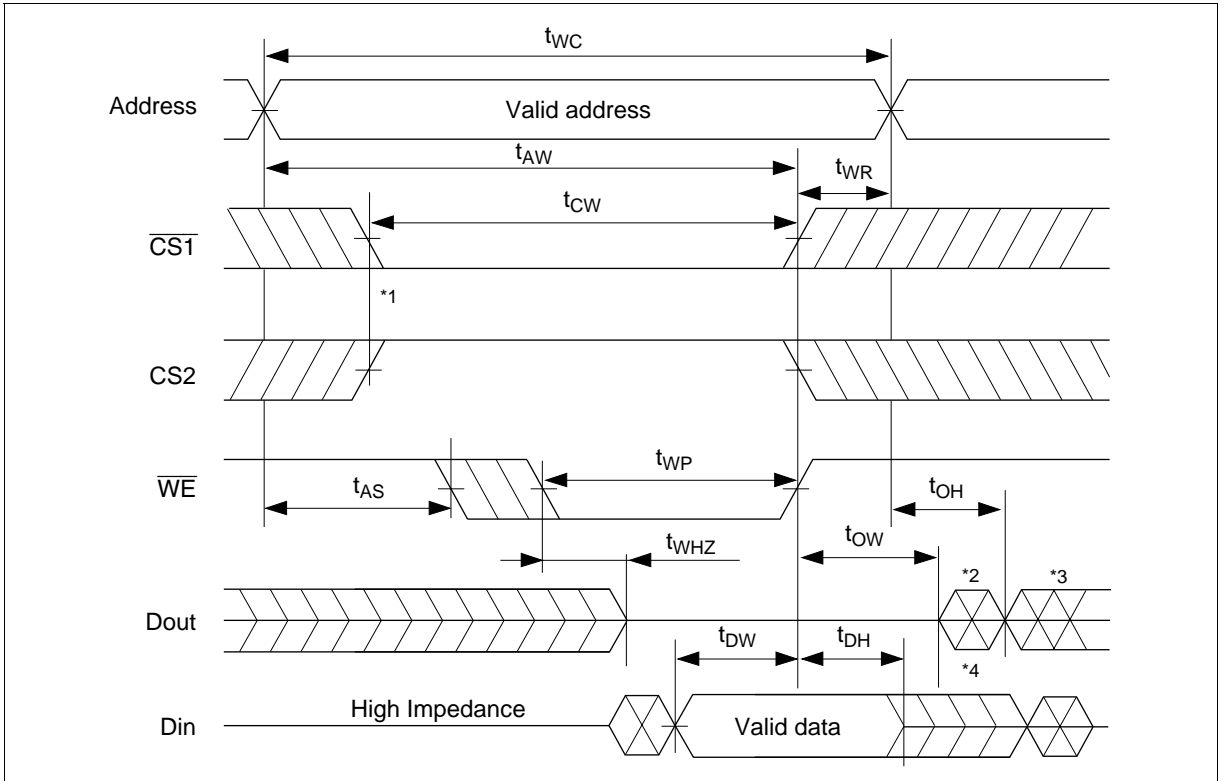 tWC
Address
Valid address
tAW
tWR
tCW
CS1
*1
CS2
WE
tWP
tAS
tOH
tWHZ
tOW
*2
*3
Dout
tDW
tDH
*4
High Impedance
Din
Valid data